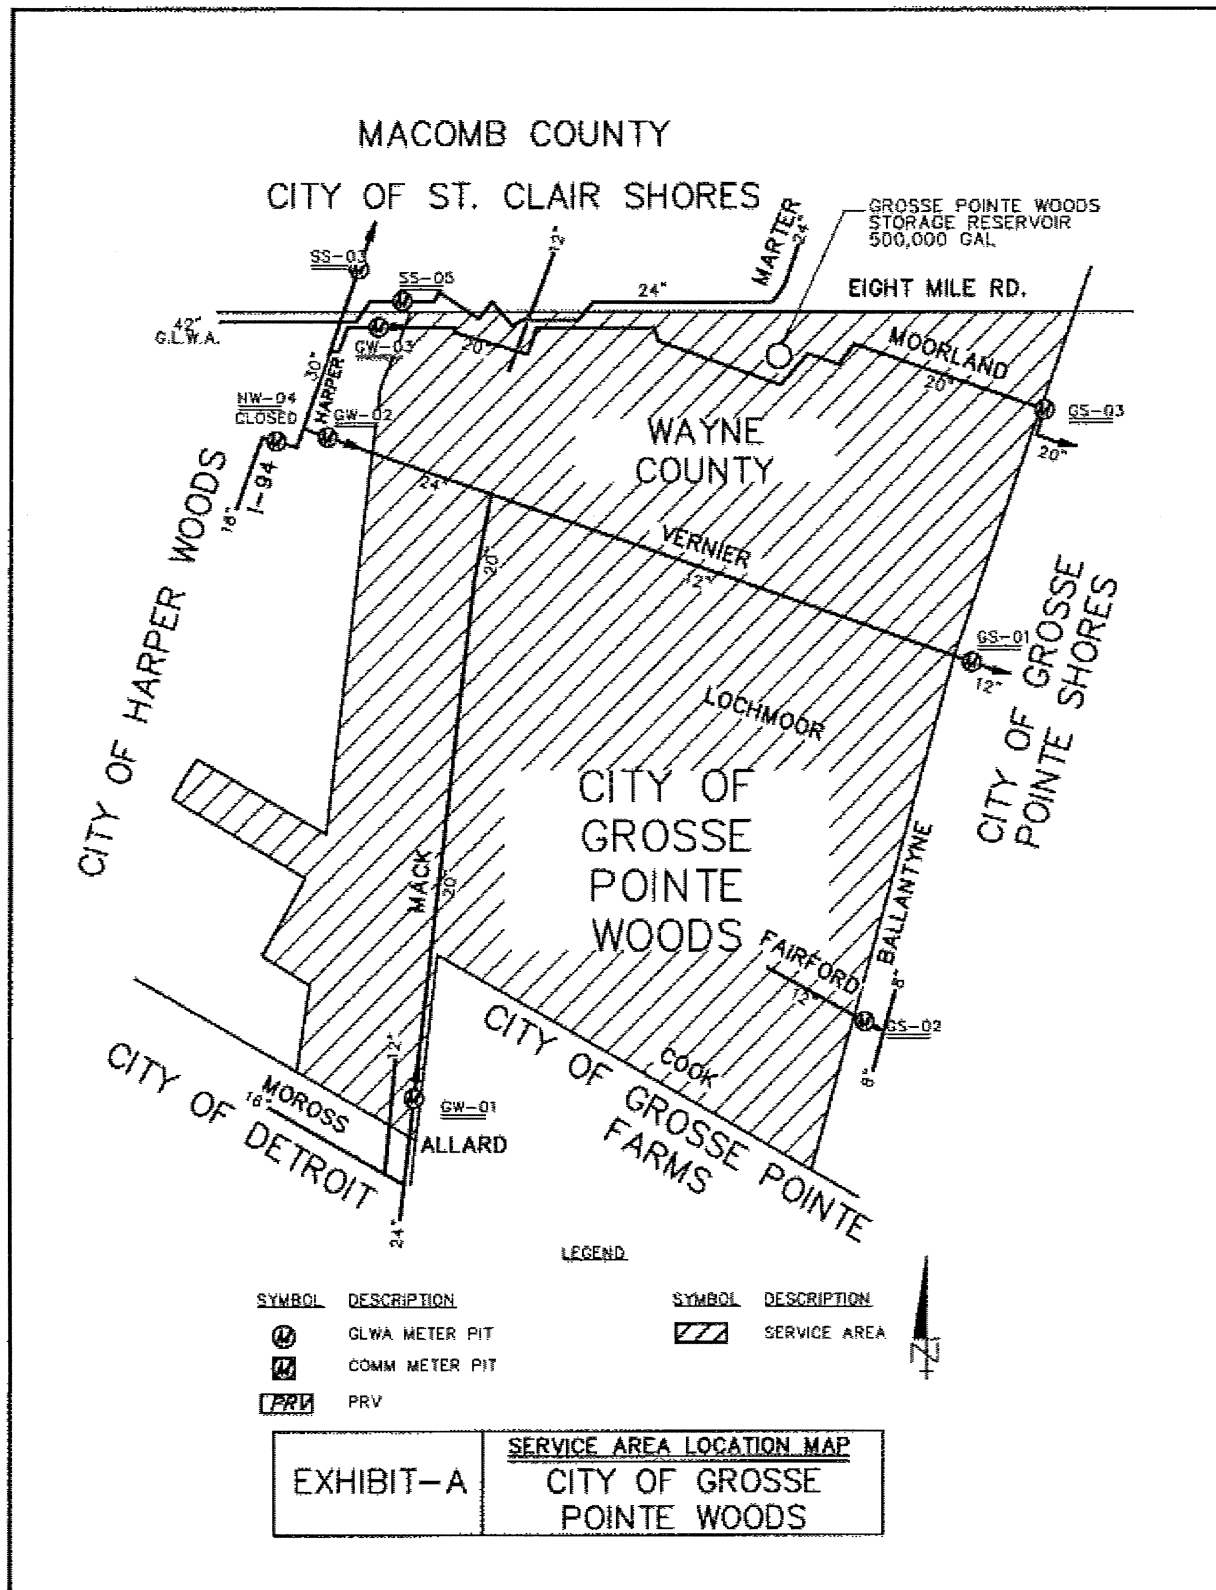 MACOMB COUNTY
CITY OF ST. CLAIR SHORES
GROSSE POINTE WOODS
STORAGE RESERVOIR
500,000 GAL
MARTER
24"
12"
SS-03
SS-05
24"
EIGHT MILE RD.
42"
G.L.W.A.
GW-03
20"
MOORLAND
20"
30"
HARPER
NW-04
CLOSED
GW-02
GS-03
20"
WAYNE
COUNTY
I-94
18"
24"
VERNIER
12"
20"
CITY OF HARPER WOODS
CITY OF GROSSE
POINTE SHORES
GS-01
12"
LOCHMOOR
CITY OF
GROSSE
POINTE
WOODS
MACK
20"
BALLANTYNE
FAIRFORD
12"
8"
GS-02
8"
COOK
CITY OF GROSSE POINTE
FARMS
12"
MOROSS
16"
CITY OF DETROIT
GW-01
ALLARD
24"
LEGEND
SYMBOL DESCRIPTION
M GLWA METER PIT
M COMM METER PIT
PRV PRV
SYMBOL DESCRIPTION
SERVICE AREA
N
EXHIBIT-A
SERVICE AREA LOCATION MAP
CITY OF GROSSE
POINTE WOODS